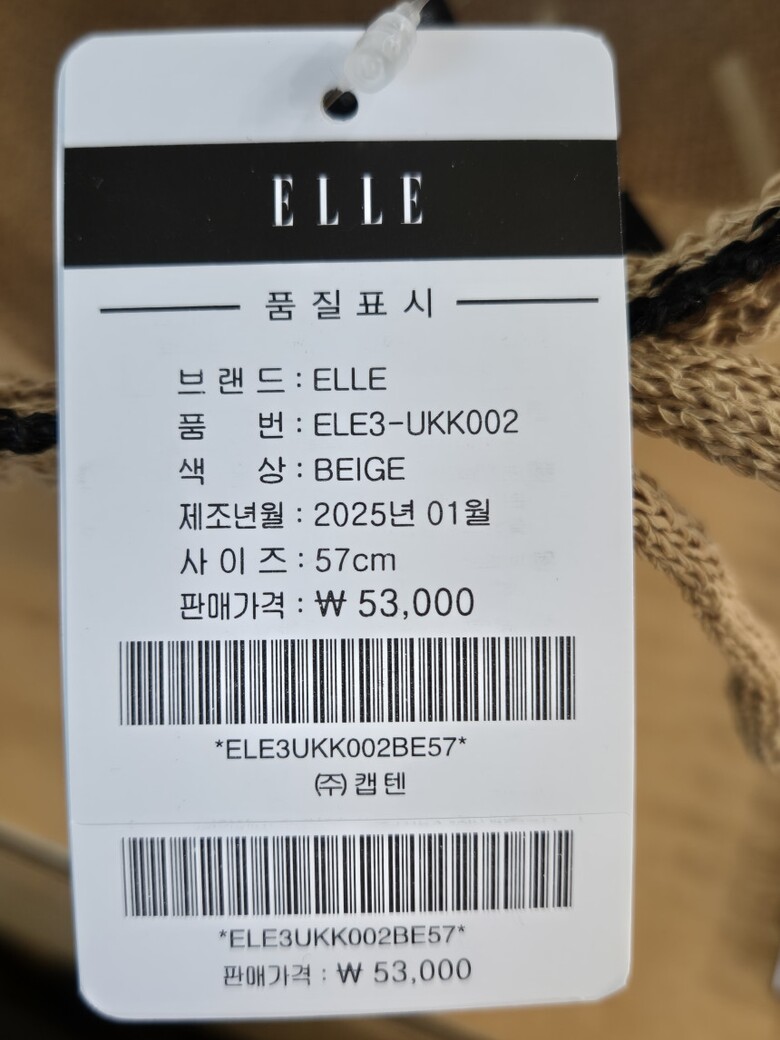 ELLE
품질표시
브랜드 : ELLE
품 번 : ELE3-UKK002
색 상 : BEIGE
제조년월 : 2025년 01월
사이즈 : 57cm
판매가격 : ₩ 53,000
*ELE3UKK002BE57*
㈜캡텐
*ELE3UKK002BE57*
판매가격 : ₩ 53,000